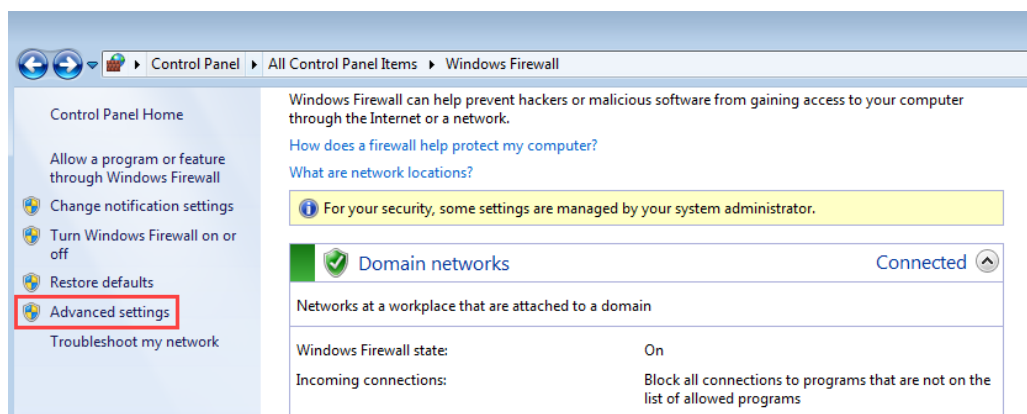 Control Panel ▸ All Control Panel Items ▸ Windows Firewall
Control Panel Home
Allow a program or feature
through Windows Firewall
Change notification settings
Turn Windows Firewall on or
off
Restore defaults
Advanced settings
Troubleshoot my network
Windows Firewall can help prevent hackers or malicious software from gaining access to your computer
through the Internet or a network.
How does a firewall help protect my computer?
What are network locations?
For your security, some settings are managed by your system administrator.
Domain networks Connected
Networks at a workplace that are attached to a domain
Windows Firewall state: On
Incoming connections: Block all connections to programs that are not on the
list of allowed programs